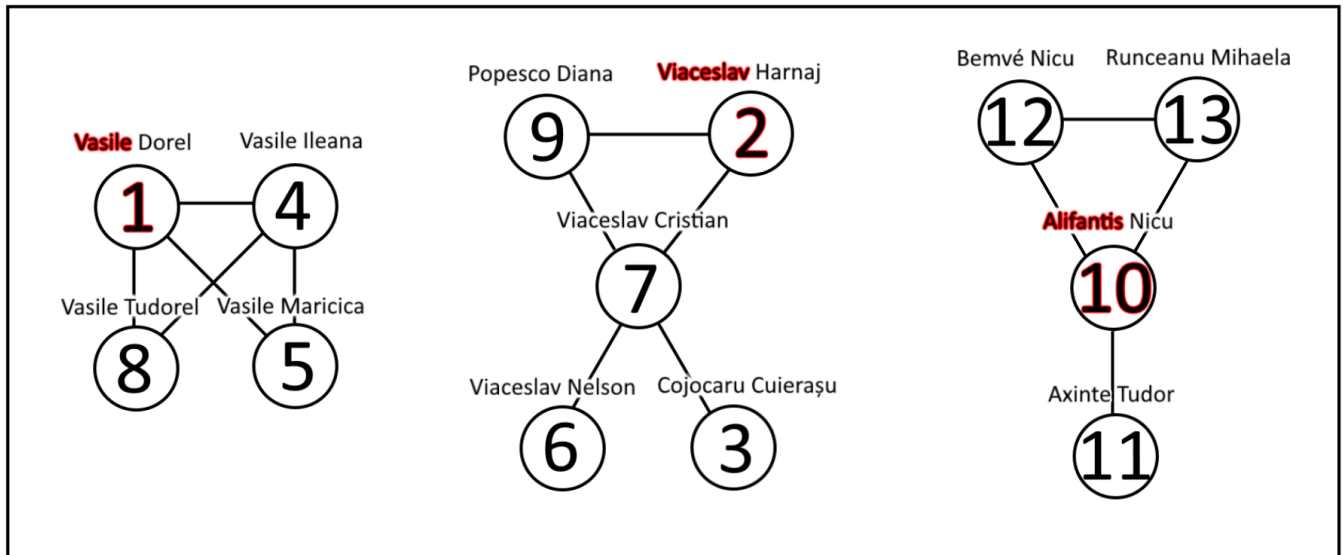 Vasile Dorel
Vasile Ileana
1
4
Vasile Tudorel
Vasile Maricica
8
5
Popesco Diana
Viaceslav Harnaj
9
2
Viaceslav Cristian
7
Viaceslav Nelson
Cojocaru Cuierașu
6
3
Bemvé Nicu
Runceanu Mihaela
12
13
Alifantis Nicu
10
Axinte Tudor
11